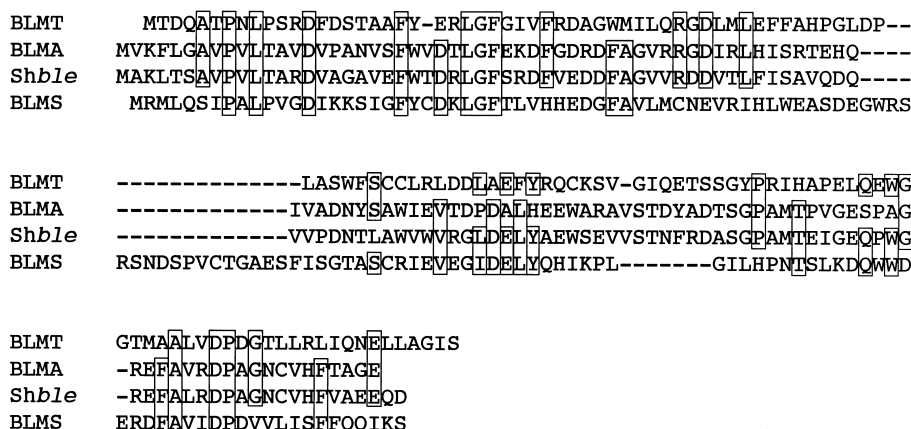 BLMT MTDQATPNLPSRDFDSTAAFY-ERLGFGIVFRDAGWMILQRGDLMLEFFAHPGLDP--
BLMA MVKFLGAVPVLTAVDVPANVSFWVDTLGFEKDFGDRDFAGVRRGDIRLHISRTEHQ----
Shble MAKLTSAVPVLTARDVAGAVEFWTDRLGFSRDFVEDDFAGVVRDDVTLFISAVQDQ----
BLMS MRMLQSIPALPVGDIKKSIGFYCDKLGFTLVHHEDGFAVLMCNEVRIHLWEASDEGWRS
BLMT --------------LASWFSCCLRLDDLAEFYRQCKSV-GIQETSSGYPRIHAPELQEWG
BLMA -------------IVADNYSAWIEVTDPDALHEEWARAVSTDYADTSGPAMTPVGESPAG
Shble -------------VVPDNTLAWVWVRGLDELYAEWSEVVSTNFRDASGPAMTEIGEQPWG
BLMS RSNDSPVCTGAESFISGTASCRIEVEGIDELYQHIKPL-------GILHPNTSLKDQWWD
BLMT GTMAALVDPDGTLLRLIQNELLAGIS
BLMA -REFAVRDPAGNCVHFTAGE
Shble -REFALRDPAGNCVHFVAEEQD
BLMS ERDFAVIDPDVVLISFFQQIKS